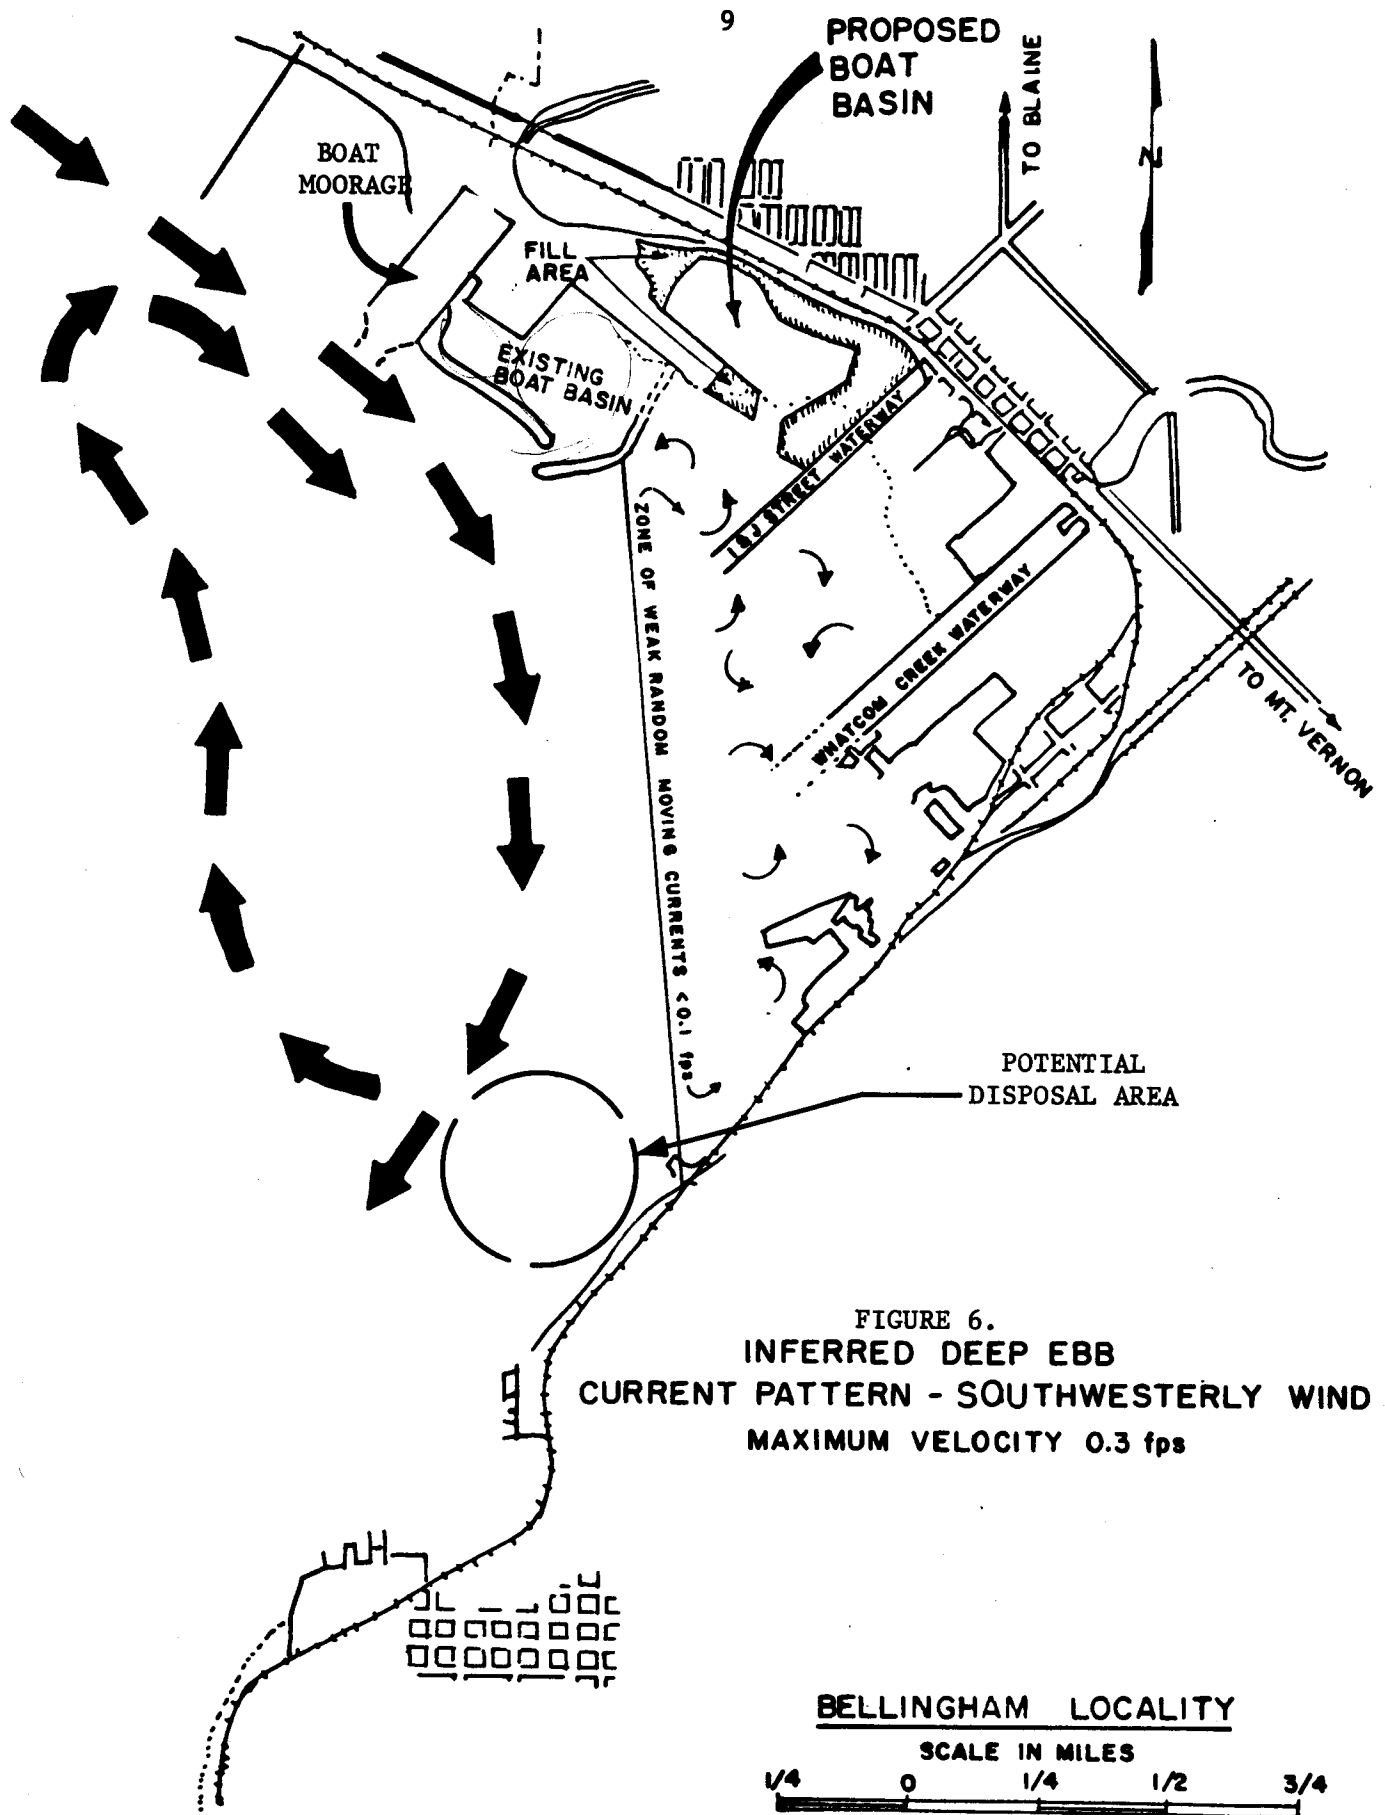 9
PROPOSED
BOAT
BASIN
TO BLAINE
N
BOAT
MOORAGE
FILL
AREA
EXISTING
BOAT BASIN
I & J STREET WATERWAY
ZONE OF WEAK RANDOM MOVING CURRENTS <0.1 fps
WHATCOM CREEK WATERWAY
TO MT. VERNON
POTENTIAL
DISPOSAL AREA
FIGURE 6.
INFERRED DEEP EBB
CURRENT PATTERN - SOUTHWESTERLY WIND
MAXIMUM VELOCITY 0.3 fps
BELLINGHAM LOCALITY
SCALE IN MILES
1/4 0 1/4 1/2 3/4